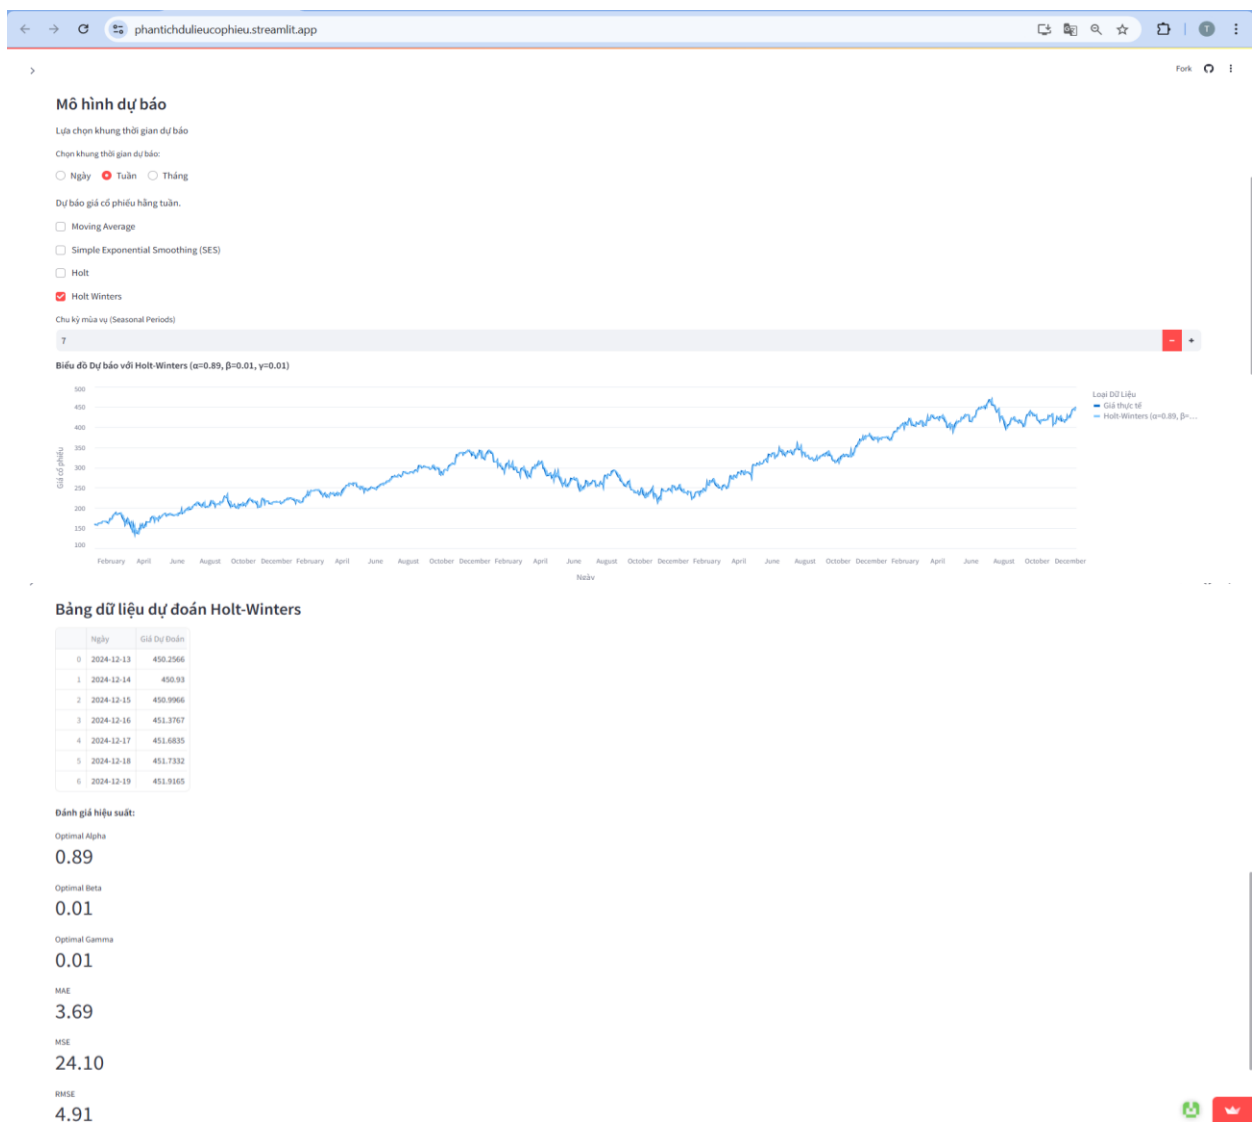 phantichdulieucophieu.streamlit.app
Fork
Mô hình dự báo
Lựa chọn khung thời gian dự báo
Chọn khung thời gian dự báo:
Ngày Tuần Tháng
Dự báo giá cổ phiếu hằng tuần.
Moving Average
Simple Exponential Smoothing (SES)
Holt
Holt Winters
Chu kỳ mùa vụ (Seasonal Periods)
7 − +
Biểu đồ Dự báo với Holt-Winters (α=0.89, β=0.01, γ=0.01)
Loại Dữ Liệu
Giá thực tế
Holt-Winters (α=0.89, β=....
Giá cổ phiếu
500
450
400
350
300
250
200
150
100
February April June August October December February April June August October December February April June August October December February April June August October December February April June August October December
Ngày
Bảng dữ liệu dự đoán Holt-Winters
Ngày Giá Dự Đoán
0 2024-12-13 450.2566
1 2024-12-14 450.93
2 2024-12-15 450.9966
3 2024-12-16 451.3767
4 2024-12-17 451.6835
5 2024-12-18 451.7332
6 2024-12-19 451.9165
Đánh giá hiệu suất:
Optimal Alpha
0.89
Optimal Beta
0.01
Optimal Gamma
0.01
MAE
3.69
MSE
24.10
RMSE
4.91